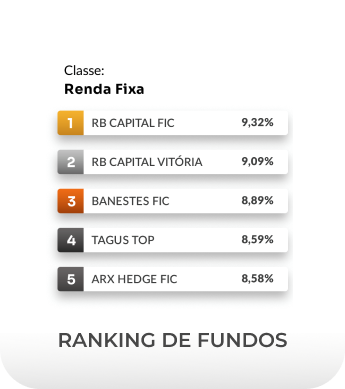 Classe:
Renda Fixa
1 RB CAPITAL FIC 9,32%
2 RB CAPITAL VITÓRIA 9,09%
3 BANESTES FIC 8,89%
4 TAGUS TOP 8,59%
5 ARX HEDGE FIC 8,58%
RANKING DE FUNDOS